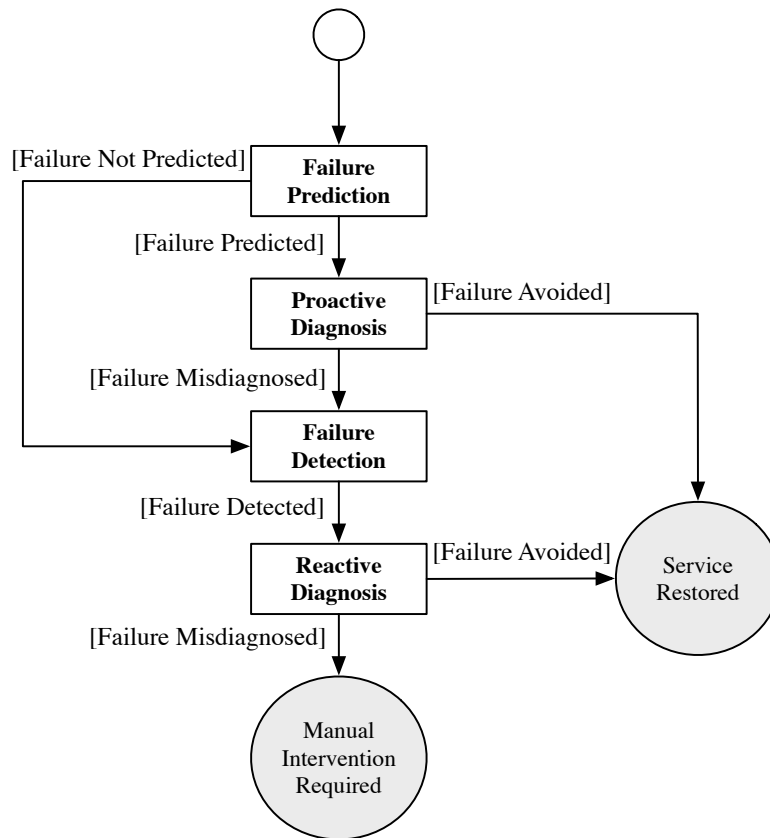 [Failure Not Predicted]
Failure
Prediction
[Failure Predicted]
Proactive
Diagnosis
[Failure Avoided]
[Failure Misdiagnosed]
Failure
Detection
[Failure Detected]
Reactive
Diagnosis
[Failure Avoided]
Service
Restored
[Failure Misdiagnosed]
Manual
Intervention
Required